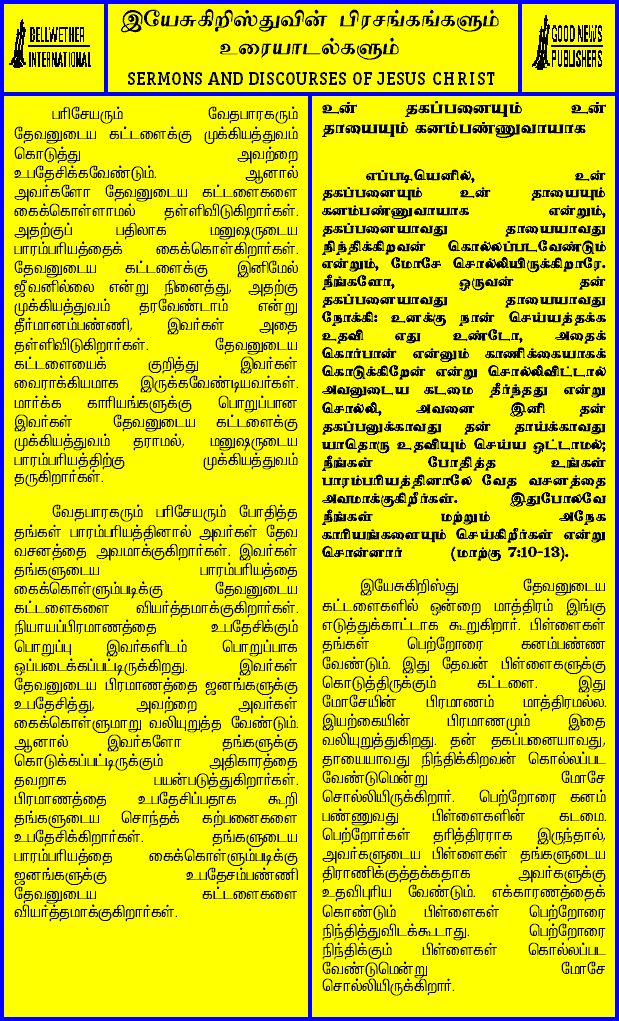 BELLWETHER
INTERNATIONAL
இயேசுகிறிஸ்துவின் பிரசங்கங்களும்
உரையாடல்களும்
SERMONS AND DISCOURSES OF JESUS CHRIST
GOOD NEWS
PUBLISHERS
பரிசேயரும் வேதபாரகரும்
தேவனுடைய கட்டளைக்கு முக்கியத்துவம்
கொடுத்து அவற்றை
உபதேசிக்கவேண்டும். ஆனால்
அவர்களோ தேவனுடைய கட்டளைகளை
கைக்கொள்ளாமல் தள்ளிவிடுகிறார்கள்.
அதற்குப் பதிலாக மனுஷருடைய
பாரம்பரியத்தைக் கைக்கொள்கிறார்கள்.
தேவனுடைய கட்டளைக்கு இனிமேல்
ஜீவனில்லை என்று நினைத்து, அதற்கு
முக்கியத்துவம் தரவேண்டாம் என்று
தீர்மானம்பண்ணி, இவர்கள் அதை
தள்ளிவிடுகிறார்கள். தேவனுடைய
கட்டளையைக் குறித்து இவர்கள்
வைராக்கியமாக இருக்கவேண்டியவர்கள்.
மார்க்க காரியங்களுக்கு பொறுப்பான
இவர்கள் தேவனுடைய கட்டளைக்கு
முக்கியத்துவம் தராமல், மனுஷருடைய
பாரம்பரியத்திற்கு முக்கியத்துவம்
தருகிறார்கள்.
வேதபாரகரும் பரிசேயரும் போதித்த
தங்கள் பாரம்பரியத்தினால் அவர்கள் தேவ
வசனத்தை அவமாக்குகிறார்கள். இவர்கள்
தங்களுடைய பாரம்பரியத்தை
கைக்கொள்ளும்படிக்கு தேவனுடைய
கட்டளைகளை வியர்த்தமாக்குகிறார்கள்.
நியாயப்பிரமாணத்தை உபதேசிக்கும்
பொறுப்பு இவர்களிடம் பொறுப்பாக
ஒப்படைக்கப்பட்டிருக்கிறது. இவர்கள்
தேவனுடைய பிரமாணத்தை ஜனங்களுக்கு
உபதேசித்து, அவற்றை அவர்கள்
கைக்கொள்ளுமாறு வலியுறுத்த வேண்டும்.
ஆனால் இவர்களோ தங்களுக்கு
கொடுக்கப்பட்டிருக்கும் அதிகாரத்தை
தவறாக பயன்படுத்துகிறார்கள்.
பிரமாணத்தை உபதேசிப்பதாக கூறி
தங்களுடைய சொந்தக் கற்பனைகளை
உபதேசிக்கிறார்கள். தங்களுடைய
பாரம்பரியத்தை கைக்கொள்ளும்படிக்கு
ஜனங்களுக்கு உபதேசம்பண்ணி
தேவனுடைய கட்டளைகளை
வியர்த்தமாக்குகிறார்கள்.
உன் தகப்பனையும் உன்
தாயையும் கனம்பண்ணுவாயாக
எப்படியெனில், உன்
தகப்பனையும் உன் தாயையும்
கனம்பண்ணுவாயாக என்றும்,
தகப்பனையாவது தாயையாவது
நிந்திக்கிறவன் கொல்லப்படவேண்டும்
என்றும், மோசே சொல்லியிருக்கிறாரே.
நீங்களோ, ஒருவன் தன்
தகப்பனையாவது தாயையாவது
நோக்கி: உனக்கு நான் செய்யத்தக்க
உதவி எது உண்டோ, அதைக்
கொர்பான் என்னும் காணிக்கையாகக்
கொடுக்கிறேன் என்று சொல்லிவிட்டால்
அவனுடைய கடமை தீர்ந்தது என்று
சொல்லி, அவனை இனி தன்
தகப்பனுக்காவது தன் தாய்க்காவது
யாதொரு உதவியும் செய்ய ஒட்டாமல்;
நீங்கள் போதித்த உங்கள்
பாரம்பரியத்தினாலே வேத வசனத்தை
அவமாக்குகிறீர்கள். இதுபோலவே
நீங்கள் மற்றும் அநேக
காரியங்களையும் செய்கிறீர்கள் என்று
சொன்னார் (மாற்கு 7:10-13).
இயேசுகிறிஸ்து தேவனுடைய
கட்டளைகளில் ஒன்றை மாத்திரம் இங்கு
எடுத்துக்காட்டாக கூறுகிறார். பிள்ளைகள்
தங்கள் பெற்றோரை கனம்பண்ண
வேண்டும். இது தேவன் பிள்ளைகளுக்கு
கொடுத்திருக்கும் கட்டளை. இது
மோசேயின் பிரமாணம் மாத்திரமல்ல.
இயற்கையின் பிரமாணமும் இதை
வலியுறுத்துகிறது. தன் தகப்பனையாவது,
தாயையாவது நிந்திக்கிறவன் கொல்லப்பட
வேண்டுமென்று மோசே
சொல்லியிருக்கிறார். பெற்றோரை கனம்
பண்ணுவது பிள்ளைகளின் கடமை.
பெற்றோர்கள் தரித்திரராக இருந்தால்,
அவர்களுடைய பிள்ளைகள் தங்களுடைய
திராணிக்குத்தக்கதாக அவர்களுக்கு
உதவிபுரிய வேண்டும். எக்காரணத்தைக்
கொண்டும் பிள்ளைகள் பெற்றோரை
நிந்தித்துவிடக்கூடாது. பெற்றோரை
நிந்திக்கும் பிள்ளைகள் கொல்லப்பட
வேண்டுமென்று மோசே
சொல்லியிருக்கிறார்.